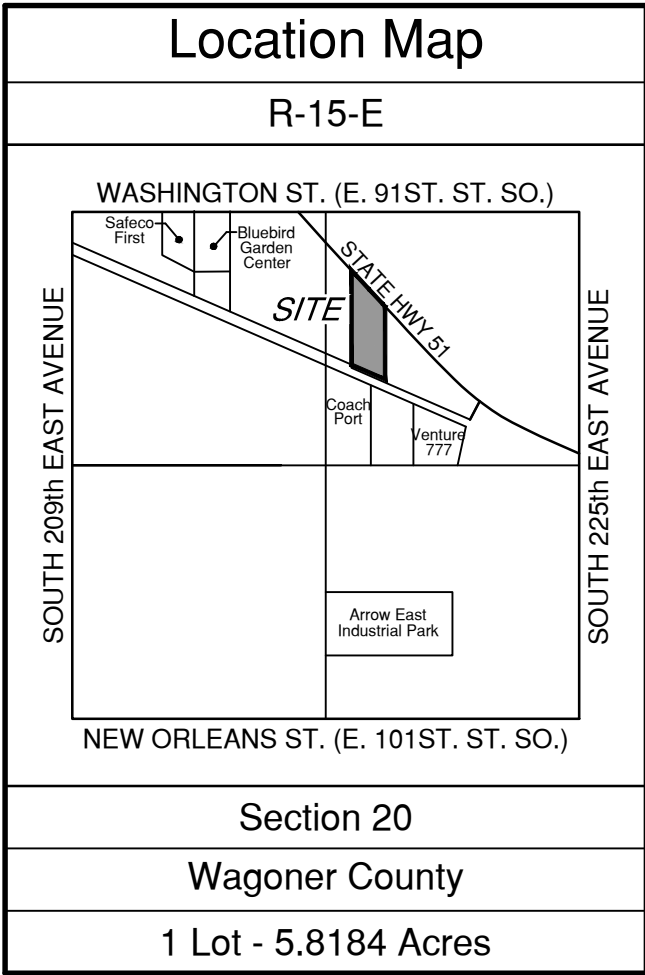 Location Map
R-15-E
WASHINGTON ST. (E. 91ST. ST. SO.)
Safeco
First
Bluebird
Garden
Center
STATE HWY 51
SITE
SOUTH 209th EAST AVENUE
SOUTH 225th EAST AVENUE
Coach
Port
Venture
777
Arrow East
Industrial Park
NEW ORLEANS ST. (E. 101ST. ST. SO.)
Section 20
Wagoner County
1 Lot - 5.8184 Acres